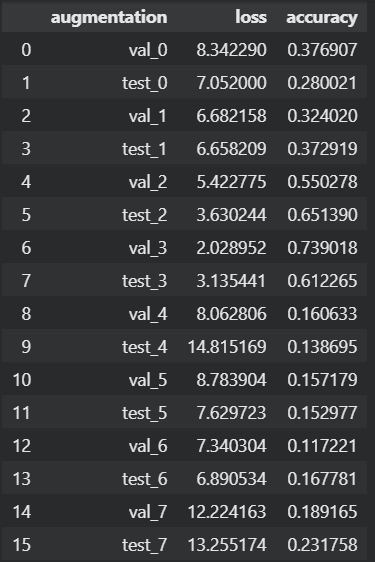 augmentation loss accuracy
0 val_0 8.342290 0.376907
1 test_0 7.052000 0.280021
2 val_1 6.682158 0.324020
3 test_1 6.658209 0.372919
4 val_2 5.422775 0.550278
5 test_2 3.630244 0.651390
6 val_3 2.028952 0.739018
7 test_3 3.135441 0.612265
8 val_4 8.062806 0.160633
9 test_4 14.815169 0.138695
10 val_5 8.783904 0.157179
11 test_5 7.629723 0.152977
12 val_6 7.340304 0.117221
13 test_6 6.890534 0.167781
14 val_7 12.224163 0.189165
15 test_7 13.255174 0.231758